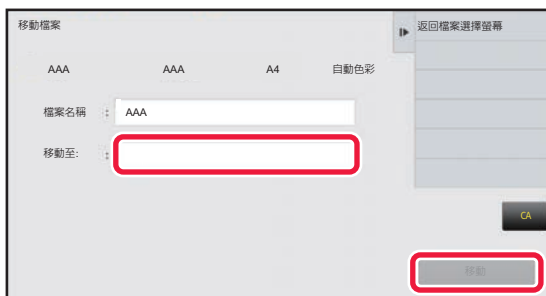 移動檔案
返回檔案選擇螢幕
AAA AAA A4 自動色彩
檔案名稱 : AAA
移動至: :
CA
移動